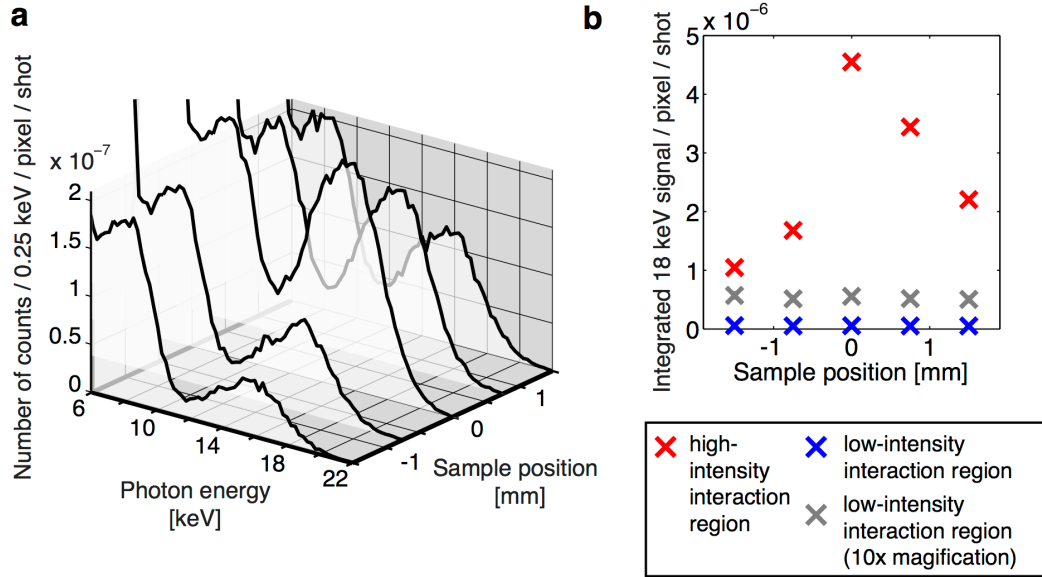 a
Number of counts / 0.25 keV / pixel / shot
x 10⁻⁷
2
1.5
1
0.5
0
6
10
14
18
22
Photon energy
[keV]
-1
0
1
Sample position
[mm]
b
Integrated 18 keV signal / pixel / shot
x 10⁻⁶
5
4
3
2
1
0
-1
0
1
Sample position [mm]
high-
intensity
interaction
region
low-intensity
interaction region
low-intensity
interaction region
(10x magification)